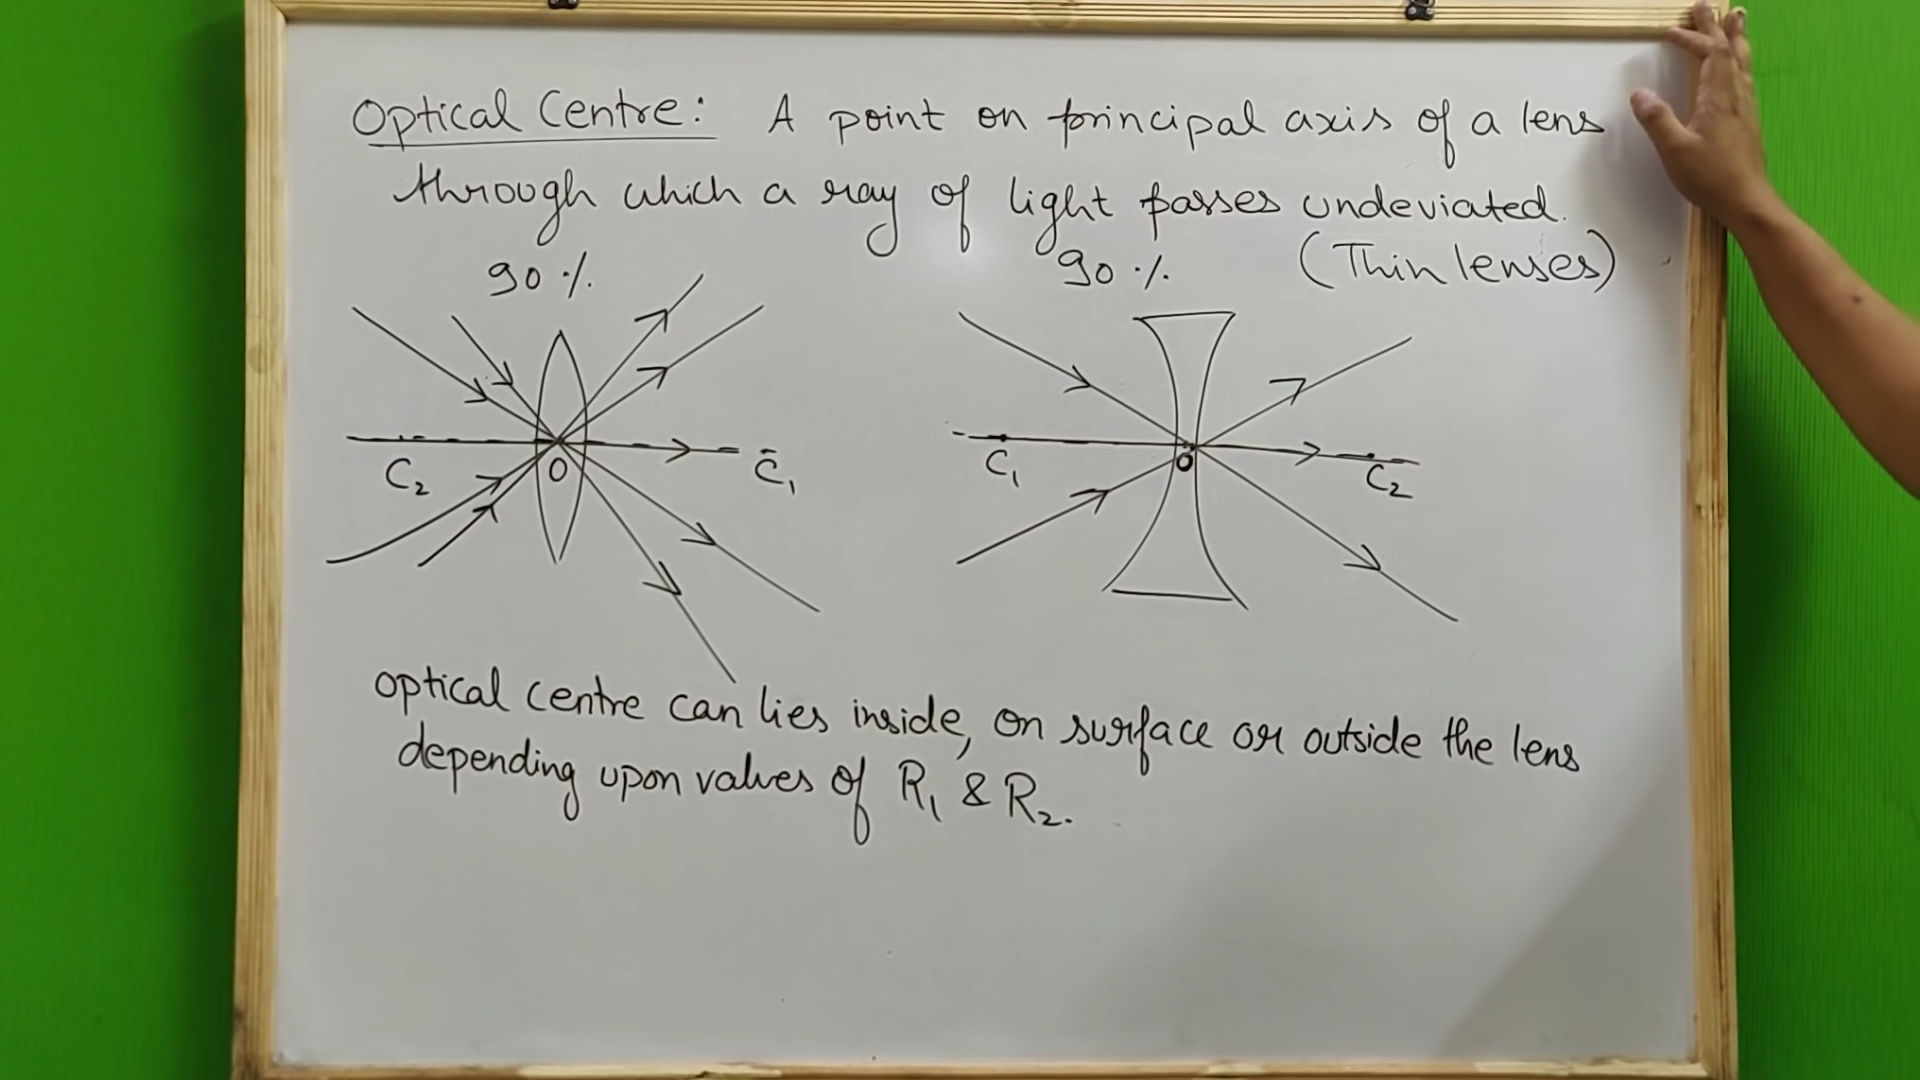 Optical Centre: A point on principal axis of a lens
through which a ray of light passes undeviated.
90 % 90 % (Thin lenses)
C2 O C1
C1 O C2
optical centre can lies inside, on surface or outside the lens
depending upon values of R1 & R2.